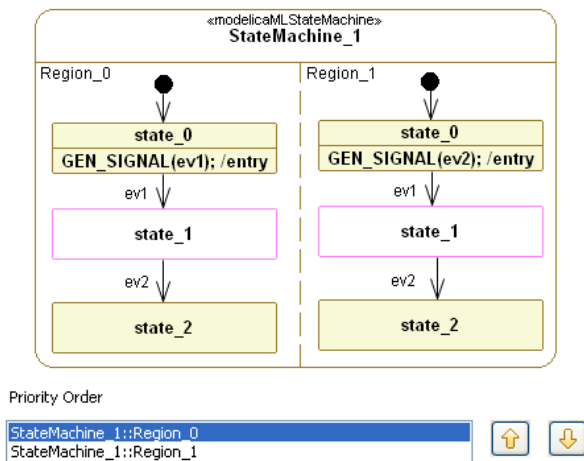 «modelicaMLStateMachine»
StateMachine_1
Region_0
state_0
GEN_SIGNAL(ev1); /entry
ev1
state_1
ev2
state_2
Region_1
state_0
GEN_SIGNAL(ev2); /entry
ev1
state_1
ev2
state_2
Priority Order
StateMachine_1::Region_0
StateMachine_1::Region_1